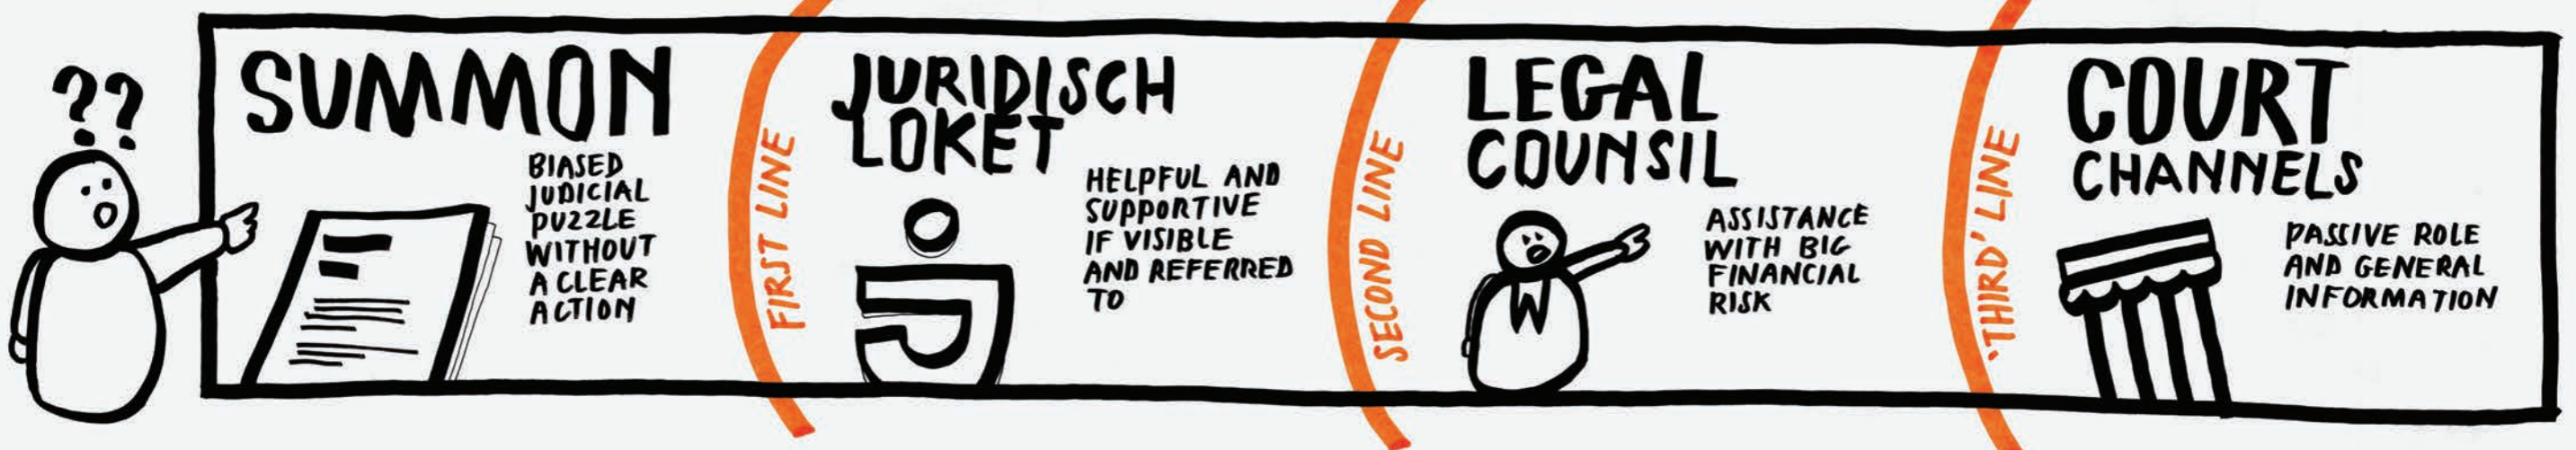 ??
SUMMON
BIASED
JUDICIAL
PUZZLE
WITHOUT
A CLEAR
ACTION
FIRST LINE
JURIDISCH
LOKET
HELPFUL AND
SUPPORTIVE
IF VISIBLE
AND REFERRED
TO
SECOND LINE
LEGAL
COUNSIL
ASSISTANCE
WITH BIG
FINANCIAL
RISK
'THIRD' LINE
COURT
CHANNELS
PASSIVE ROLE
AND GENERAL
INFORMATION